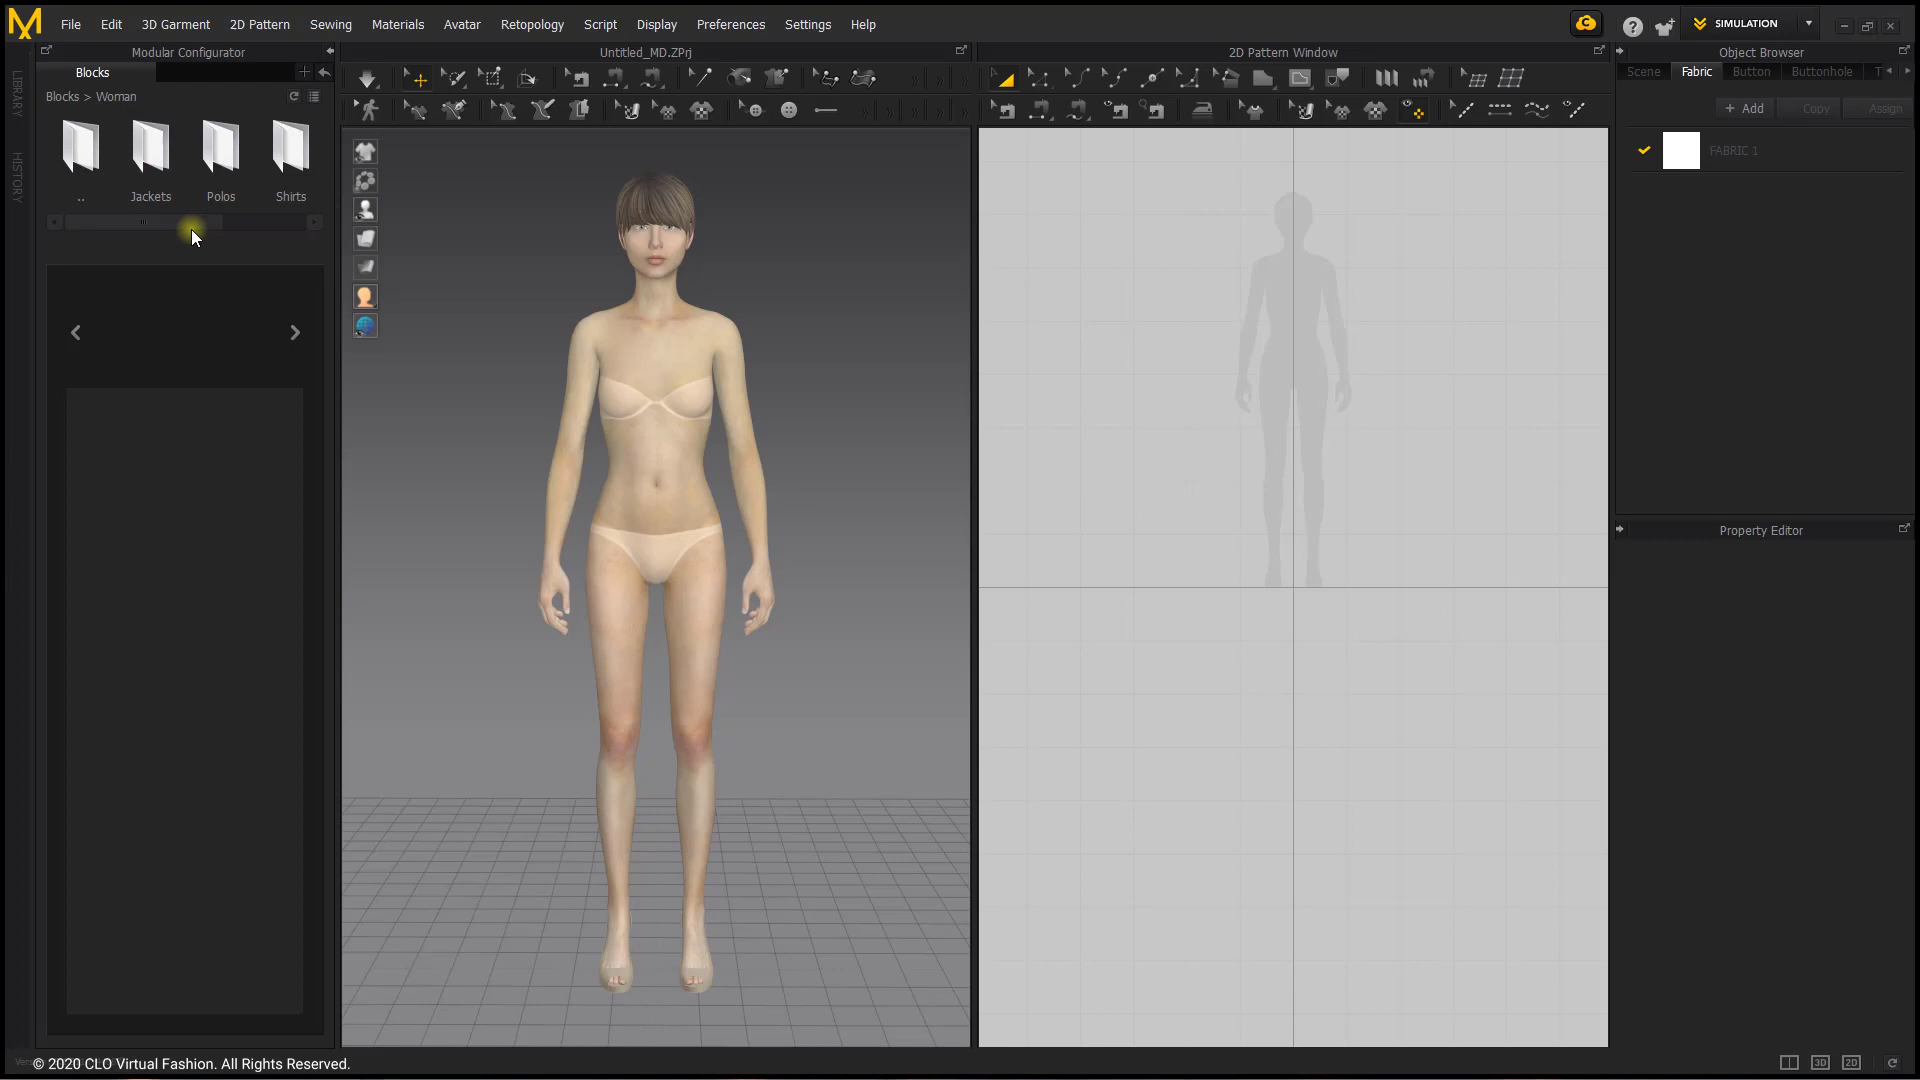 File Edit 3D Garment 2D Pattern Sewing Materials Avatar Retopology Script Display Preferences Settings Help
SIMULATION
Modular Configurator
Untitled_MD.ZPrj
2D Pattern Window
Object Browser
Blocks
Scene Fabric Button Buttonhole T
Blocks > Woman
LIBRARY
HISTORY
+ Add Copy Assign
FABRIC 1
..
Jackets
Polos
Shirts
Property Editor
© 2020 CLO Virtual Fashion. All Rights Reserved.
3D
2D